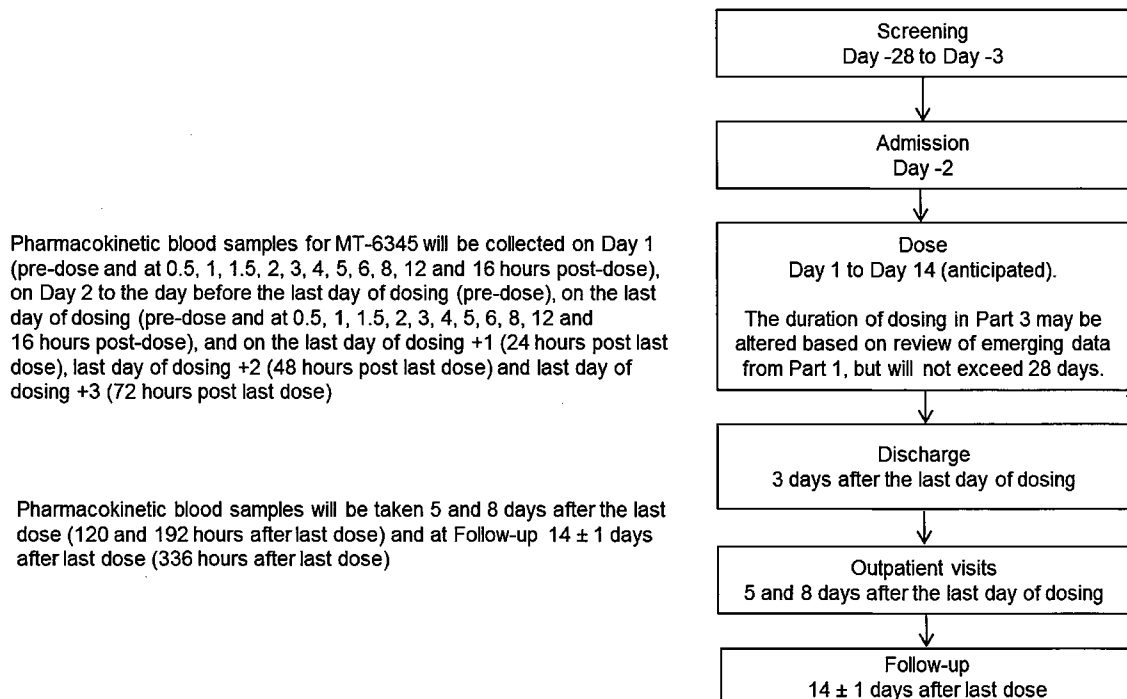 Screening
Day -28 to Day -3
Admission
Day -2
Pharmacokinetic blood samples for MT-6345 will be collected on Day 1
(pre-dose and at 0.5, 1, 1.5, 2, 3, 4, 5, 6, 8, 12 and 16 hours post-dose),
on Day 2 to the day before the last day of dosing (pre-dose), on the last
day of dosing (pre-dose and at 0.5, 1, 1.5, 2, 3, 4, 5, 6, 8, 12 and
16 hours post-dose), and on the last day of dosing +1 (24 hours post last
dose), last day of dosing +2 (48 hours post last dose) and last day of
dosing +3 (72 hours post last dose)
Dose
Day 1 to Day 14 (anticipated).
The duration of dosing in Part 3 may be
altered based on review of emerging data
from Part 1, but will not exceed 28 days.
Discharge
3 days after the last day of dosing
Pharmacokinetic blood samples will be taken 5 and 8 days after the last
dose (120 and 192 hours after last dose) and at Follow-up 14 ± 1 days
after last dose (336 hours after last dose)
Outpatient visits
5 and 8 days after the last day of dosing
Follow-up
14 ± 1 days after last dose